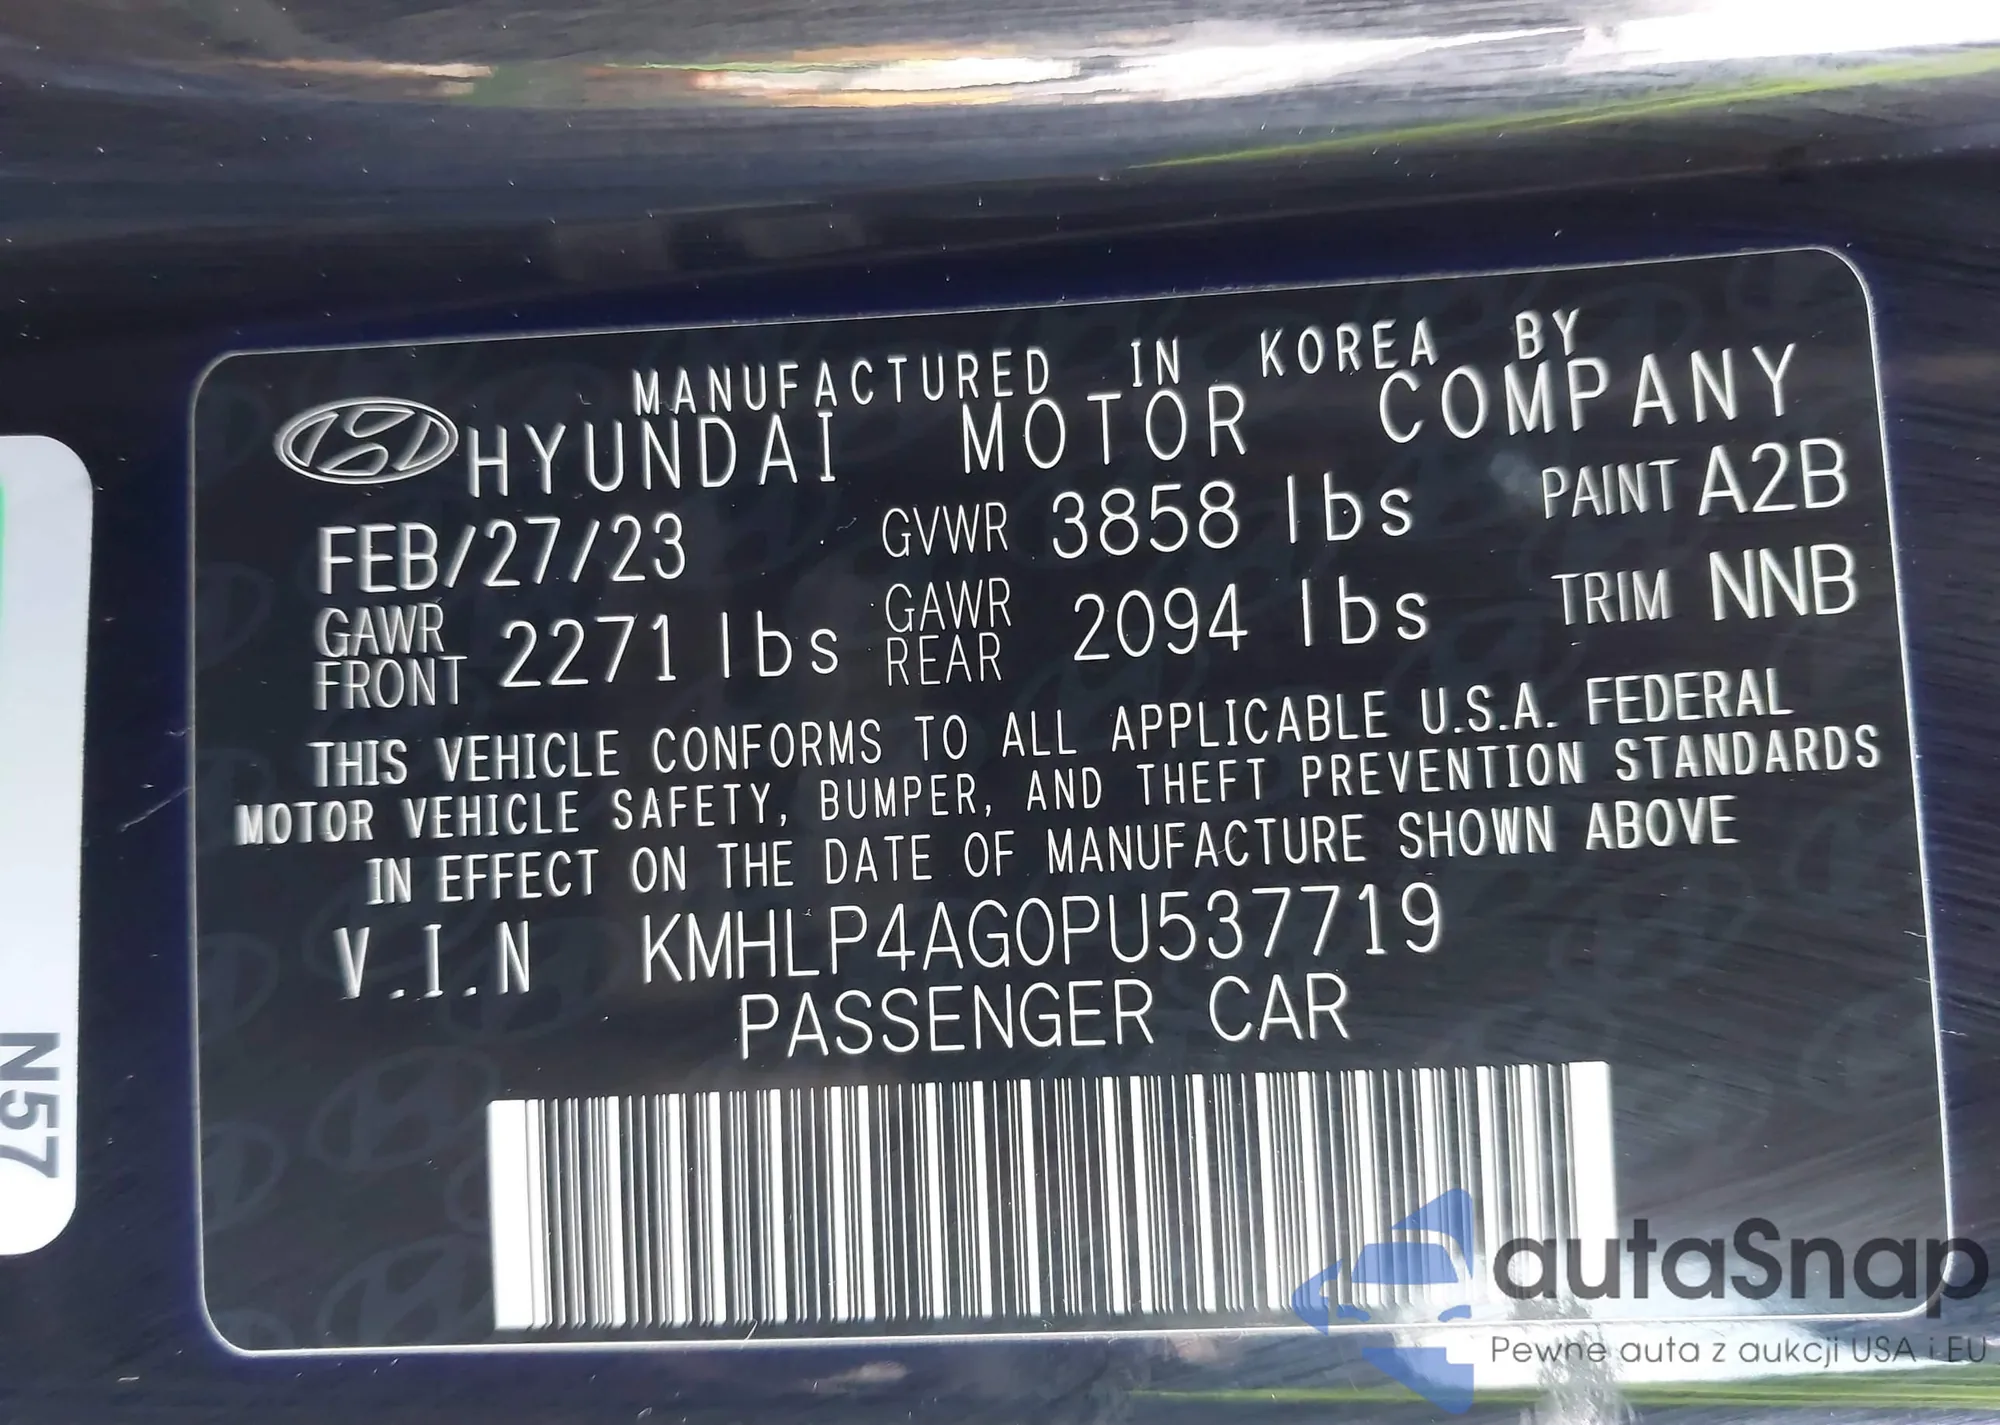 MANUFACTURED IN KOREA BY
HYUNDAI MOTOR COMPANY
FEB/27/23 GVWR 3858 lbs PAINT A2B
GAWR FRONT 2271 lbs GAWR REAR 2094 lbs TRIM NNB
THIS VEHICLE CONFORMS TO ALL APPLICABLE U.S.A. FEDERAL
MOTOR VEHICLE SAFETY, BUMPER, AND THEFT PREVENTION STANDARDS
IN EFFECT ON THE DATE OF MANUFACTURE SHOWN ABOVE
V.I.N KMHLP4AG0PU537719
PASSENGER CAR
N57
autaSnap
Pewne auta z aukcji USA i EU